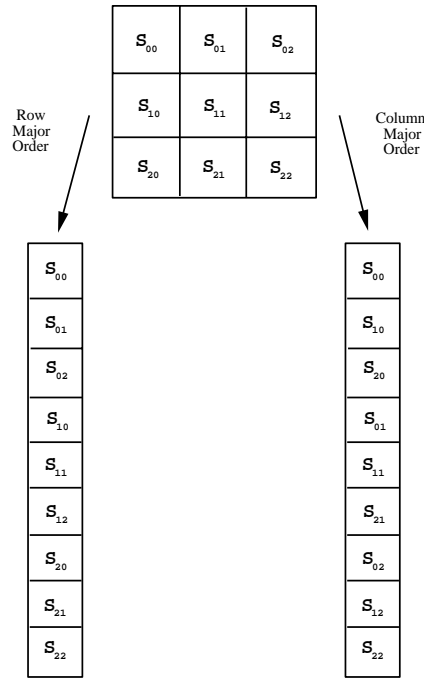 S₀₀ S₀₁ S₀₂
S₁₀ S₁₁ S₁₂
S₂₀ S₂₁ S₂₂
Row
Major
Order
Column
Major
Order
S₀₀
S₀₁
S₀₂
S₁₀
S₁₁
S₁₂
S₂₀
S₂₁
S₂₂
S₀₀
S₁₀
S₂₀
S₀₁
S₁₁
S₂₁
S₀₂
S₁₂
S₂₂